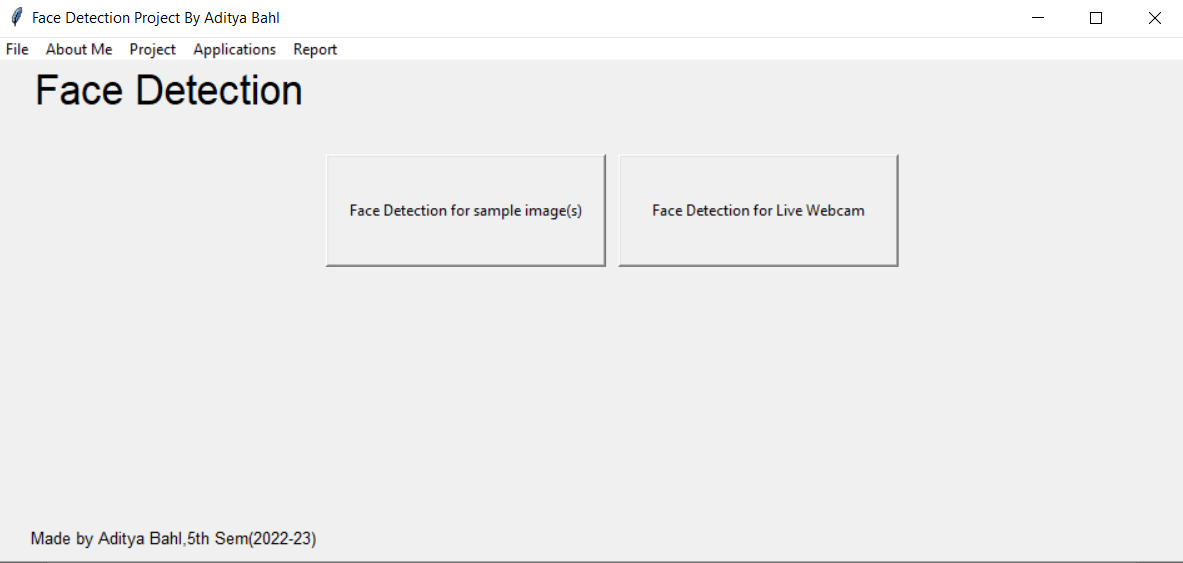 Face Detection Project By Aditya Bahl
File About Me Project Applications Report
Face Detection
Face Detection for sample image(s) Face Detection for Live Webcam
Made by Aditya Bahl,5th Sem(2022-23)